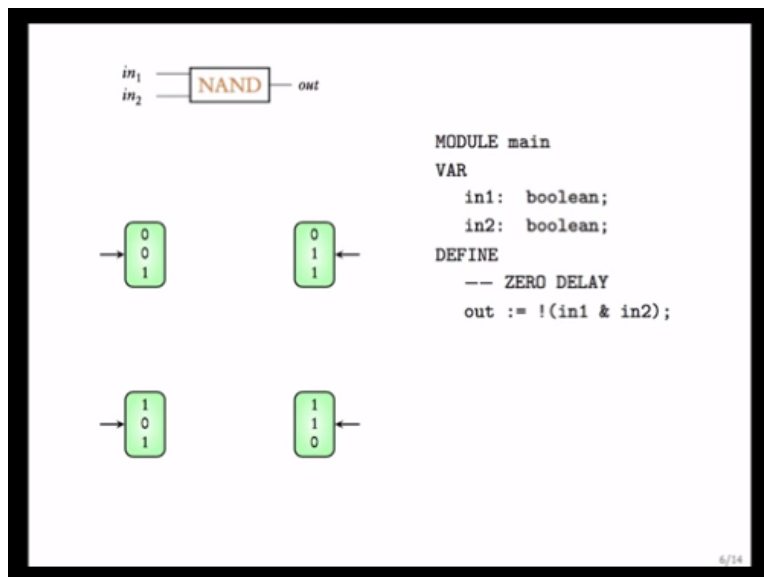 in1
in2
NAND
out
MODULE main
VAR
in1: boolean;
in2: boolean;
DEFINE
-- ZERO DELAY
out := !(in1 & in2);
0
0
1
0
1
1
1
0
1
1
1
0
6/14